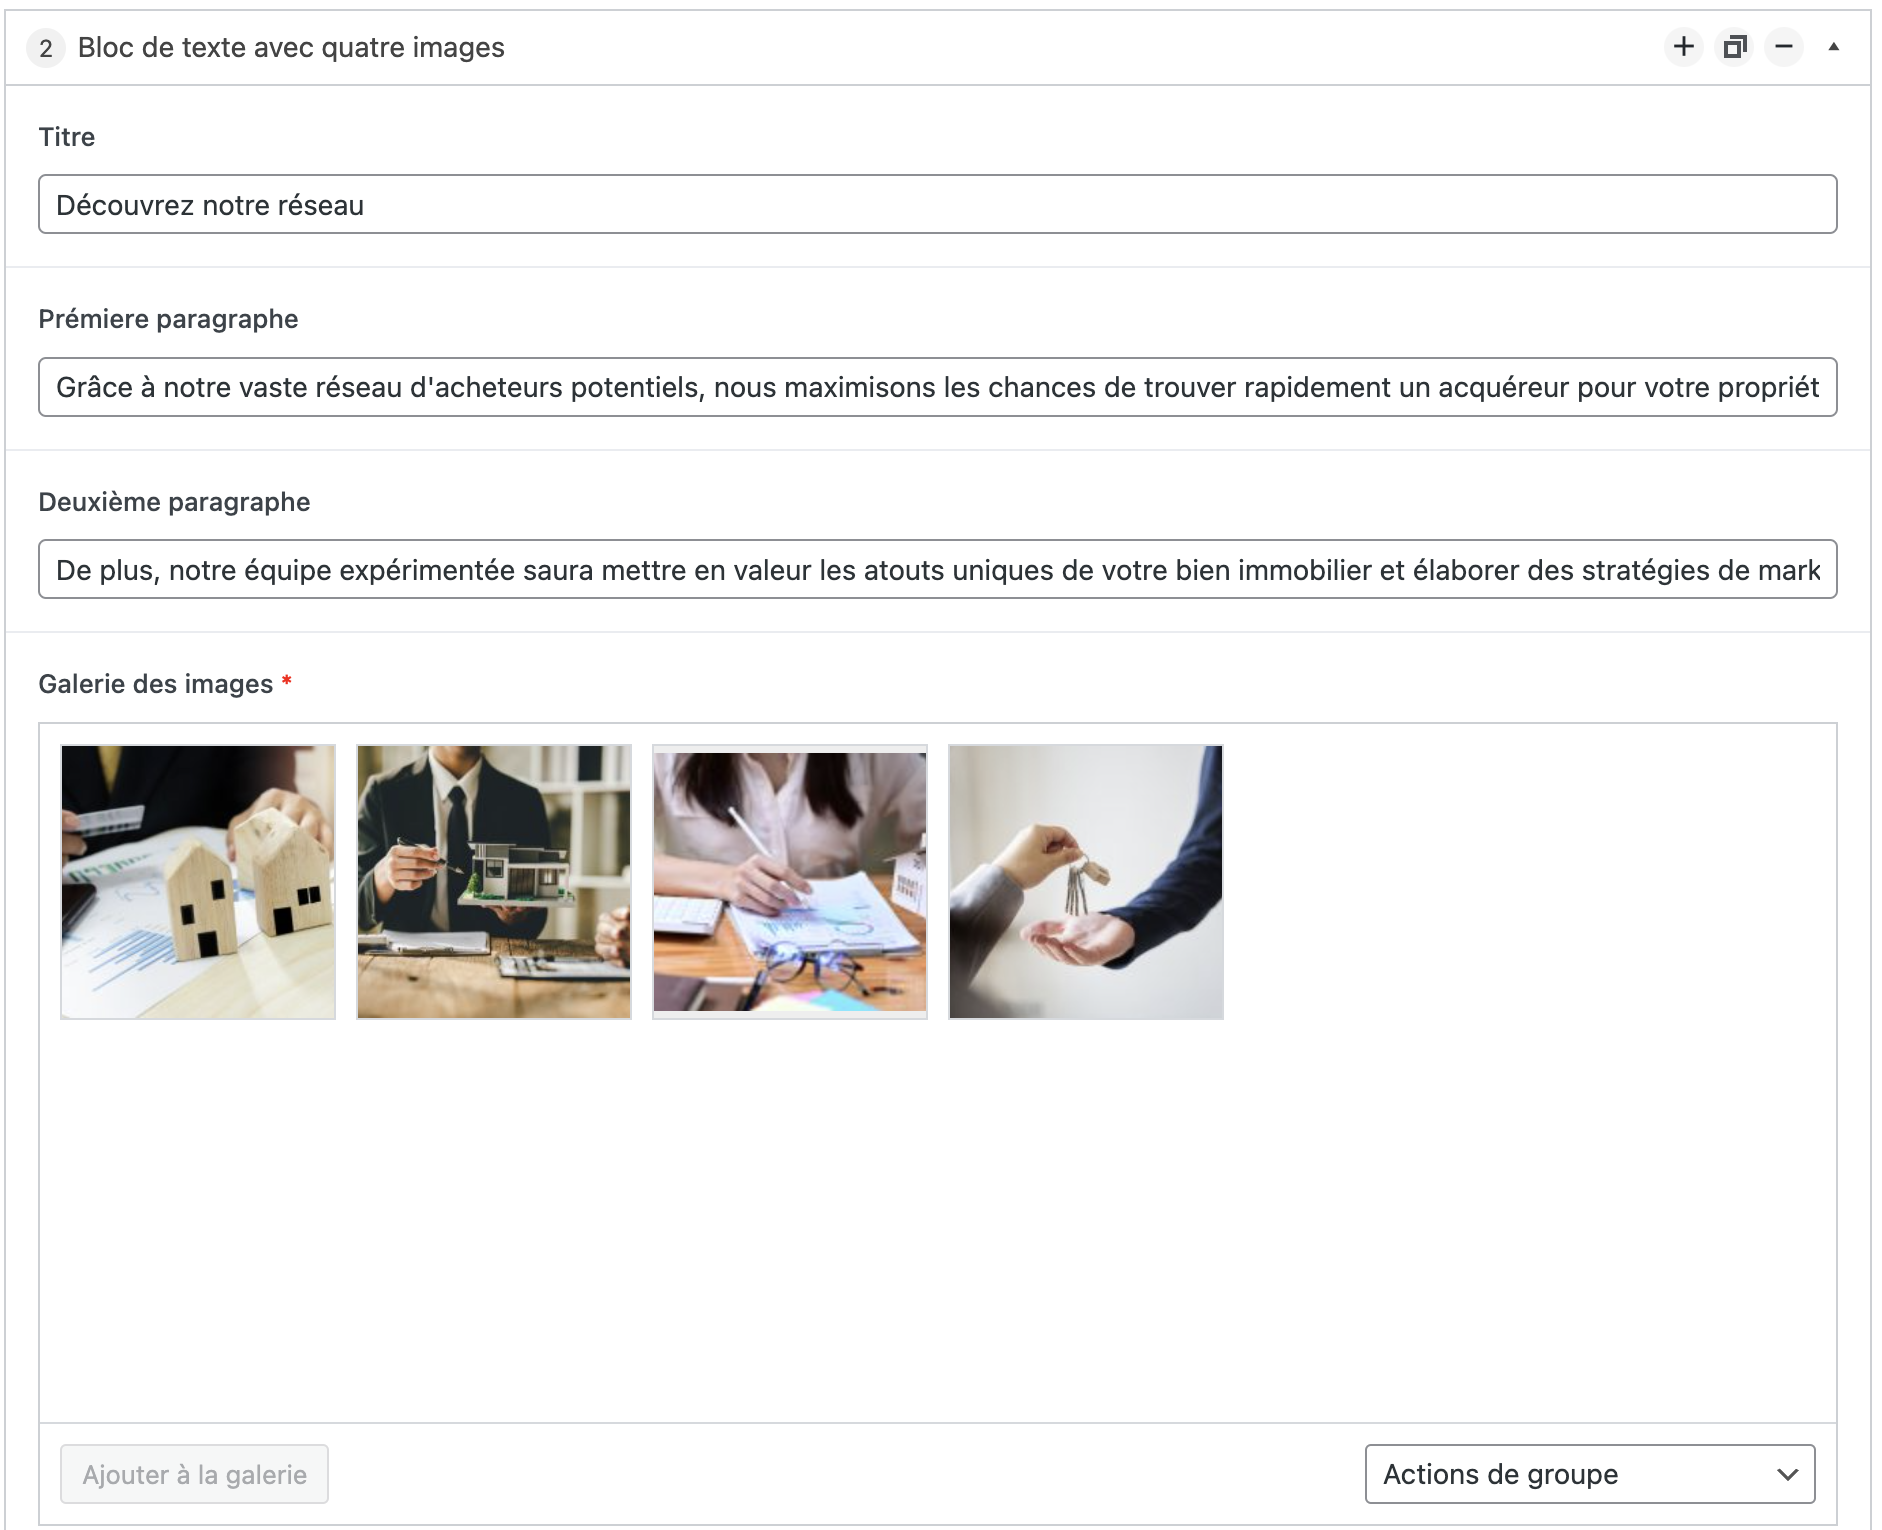 2 Bloc de texte avec quatre images
Titre
Découvrez notre réseau
Prémiere paragraphe
Grâce à notre vaste réseau d'acheteurs potentiels, nous maximisons les chances de trouver rapidement un acquéreur pour votre propriét
Deuxième paragraphe
De plus, notre équipe expérimentée saura mettre en valeur les atouts uniques de votre bien immobilier et élaborer des stratégies de mark
Galerie des images *
Ajouter à la galerie
Actions de groupe